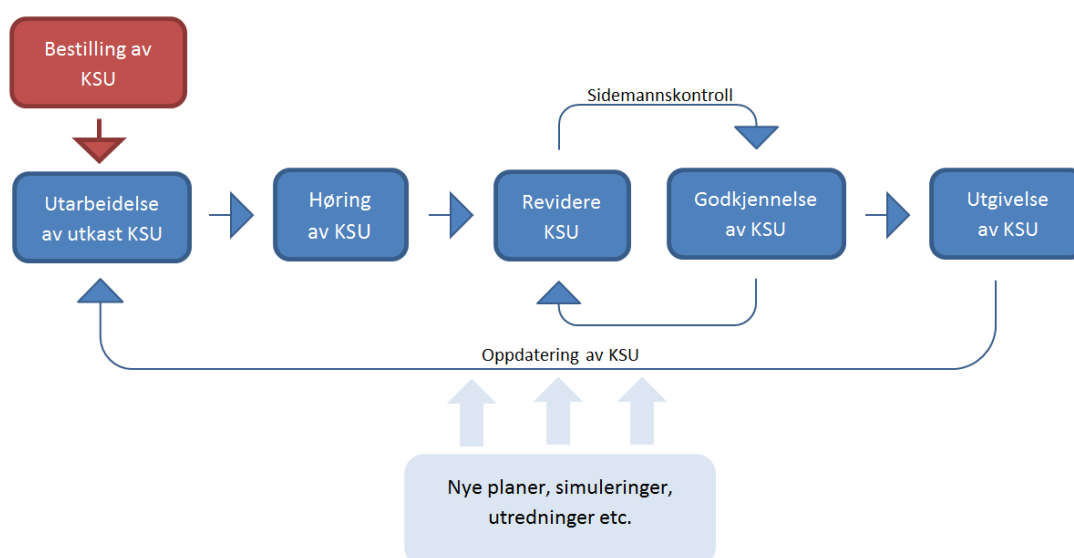 Bestilling av
KSU
Sidemannskontroll
Utarbeidelse
av utkast KSU
Høring
av KSU
Revidere
KSU
Godkjennelse
av KSU
Utgivelse
av KSU
Oppdatering av KSU
Nye planer, simuleringer,
utredninger etc.